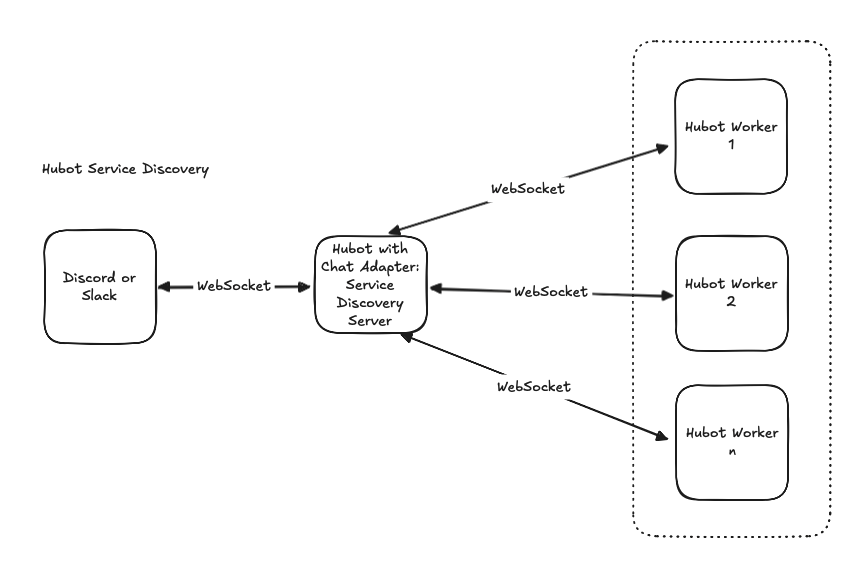 Hubot Service Discovery
Discord or
Slack
WebSocket
Hubot with
Chat Adapter:
Service
Discovery
Server
WebSocket
WebSocket
WebSocket
Hubot Worker
1
Hubot Worker
2
Hubot Worker
n